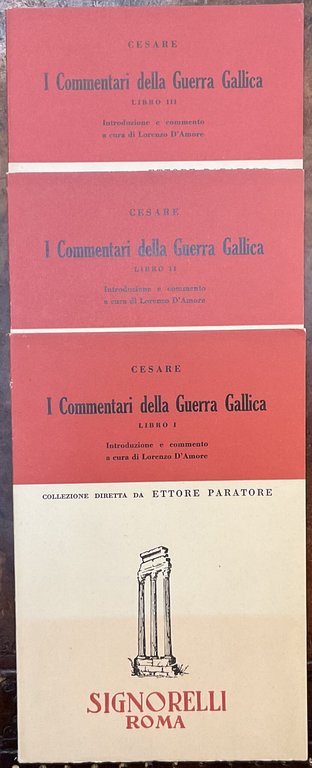 CESARE
I Commentari della Guerra Gallica
LIBRO III
Introduzione e commento
a cura di Lorenzo D'Amore
ETTORE PARATORE
CESARE
I Commentari della Guerra Gallica
LIBRO II
Introduzione e commento
a cura di Lorenzo D'Amore
CESARE
I Commentari della Guerra Gallica
LIBRO I
Introduzione e commento
a cura di Lorenzo D'Amore
COLLEZIONE DIRETTA DA ETTORE PARATORE
SIGNORELLI
ROMA